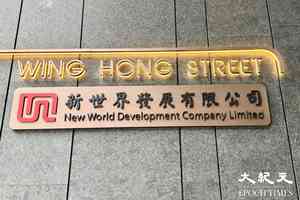 WING HONG STREET
新世界發展有限公司
New World Development Company Limited
大紀元
EPOCH TIMES